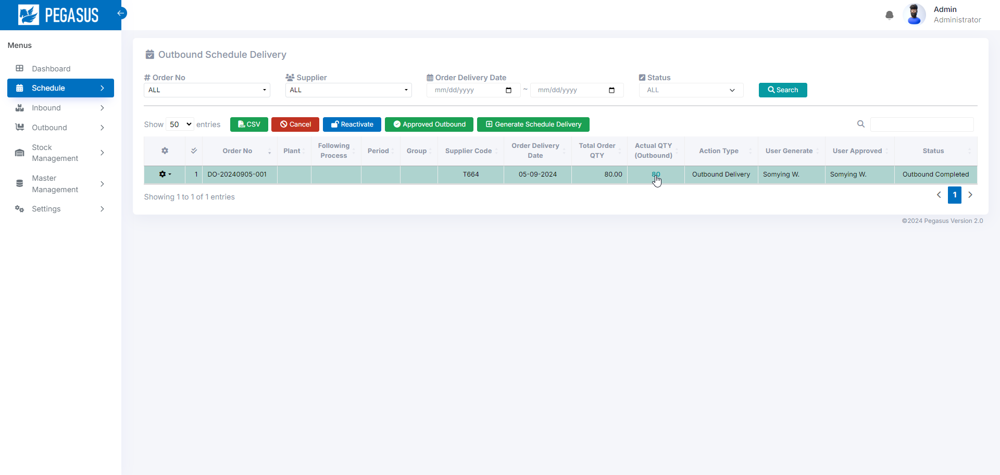 PEGASUS
Admin
Administrator
Menus
Dashboard
Schedule
Inbound
Outbound
Stock
Management
Master
Management
Settings
Outbound Schedule Delivery
# Order No
Supplier
Order Delivery Date
Status
ALL
ALL
mm/dd/yyyy
~
mm/dd/yyyy
ALL
Search
Show 50 entries
CSV
Cancel
Reactivate
Approved Outbound
Generate Schedule Delivery
Order No
Plant
Following
Process
Period
Group
Supplier Code
Order Delivery
Date
Total Order
QTY
Actual QTY
(Outbound)
Action Type
User Generate
User Approved
Status
1 DO-20240905-001 T664 05-09-2024 80.00 80 Outbound Delivery Somying W. Somying W. Outbound Completed
Showing 1 to 1 of 1 entries
1
©2024 Pegasus Version 2.0